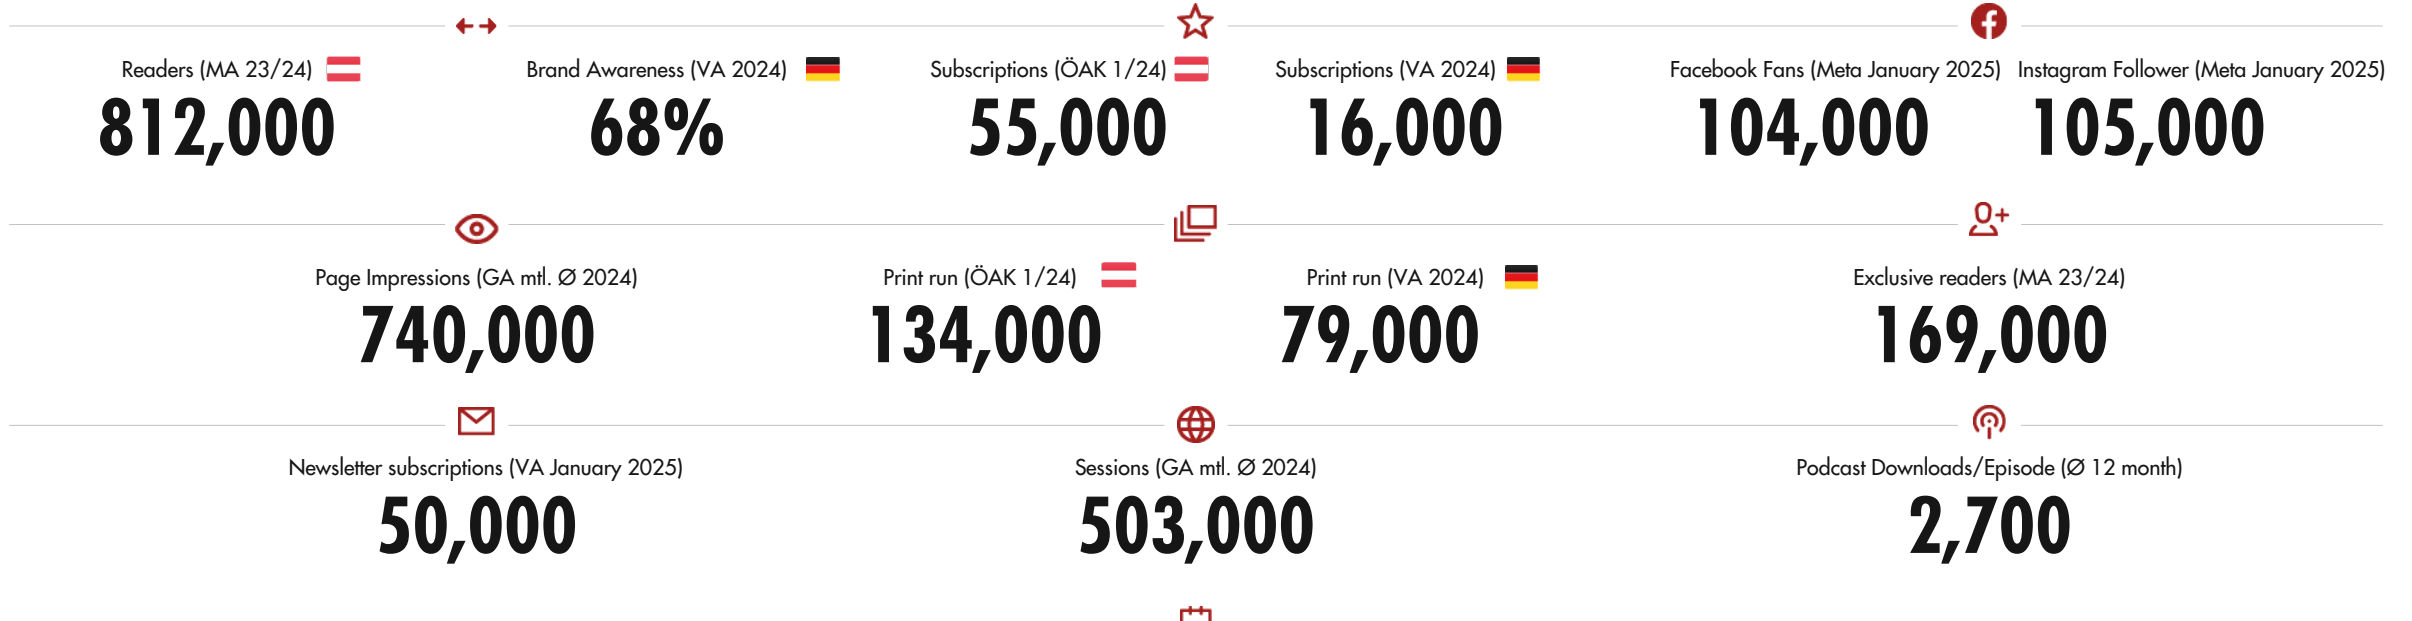 Readers (MA 23/24)
812,000
Brand Awareness (VA 2024)
68%
Subscriptions (ÖAK 1/24)
55,000
Subscriptions (VA 2024)
16,000
Facebook Fans (Meta January 2025)
104,000
Instagram Follower (Meta January 2025)
105,000
Page Impressions (GA mtl. Ø 2024)
740,000
Print run (ÖAK 1/24)
134,000
Print run (VA 2024)
79,000
Exclusive readers (MA 23/24)
169,000
Newsletter subscriptions (VA January 2025)
50,000
Sessions (GA mtl. Ø 2024)
503,000
Podcast Downloads/Episode (Ø 12 month)
2,700